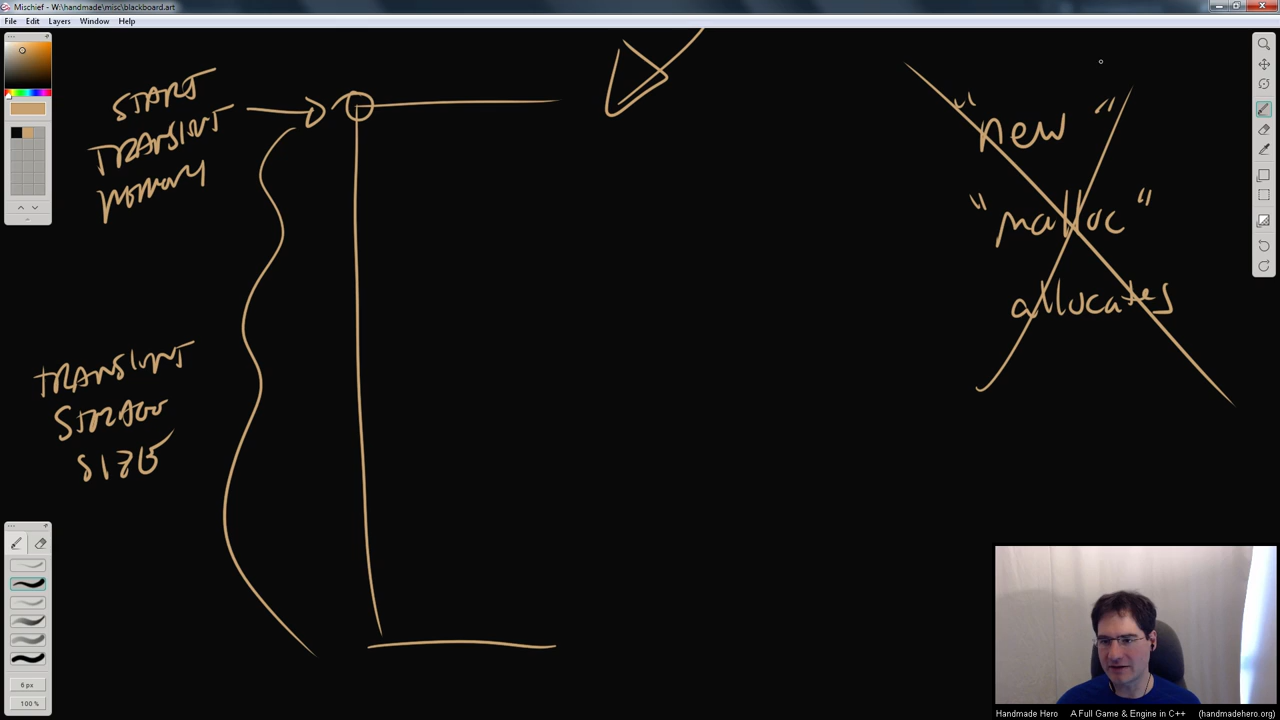 Mischief - W:\handmade\misc\blackboard.art
File Edit Layers Window Help
START
TRANSIENT
MEMORY
TRANSIENT
STORAGE
SIZE
"new"
"malloc"
allocates
6 px
100 %
Handmade Hero A Full Game & Engine in C++ (handmadehero.org)